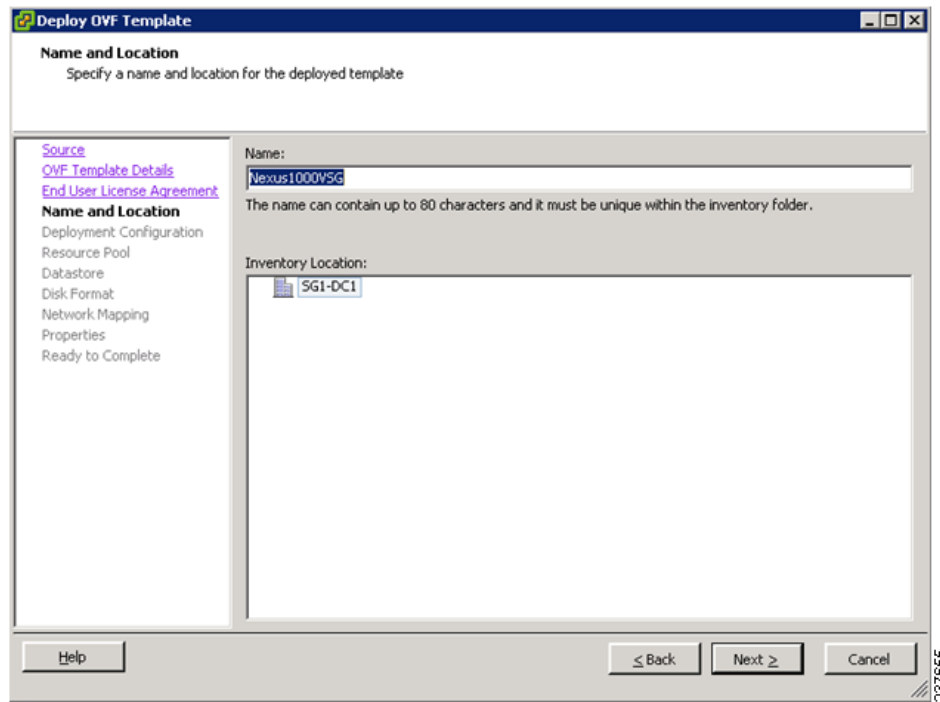 Deploy OVF Template
Name and Location
Specify a name and location for the deployed template
Source
OVF Template Details
End User License Agreement
Name and Location
Deployment Configuration
Resource Pool
Datastore
Disk Format
Network Mapping
Properties
Ready to Complete
Name:
Nexus1000VSG
The name can contain up to 80 characters and it must be unique within the inventory folder.
Inventory Location:
SG1-DC1
Help
≤ Back
Next ≥
Cancel